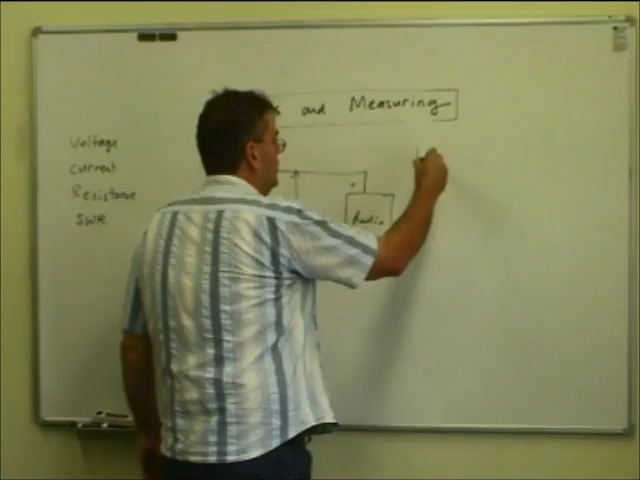 and Measuring
Voltage
Current
Resistance
SWR
+
Radio